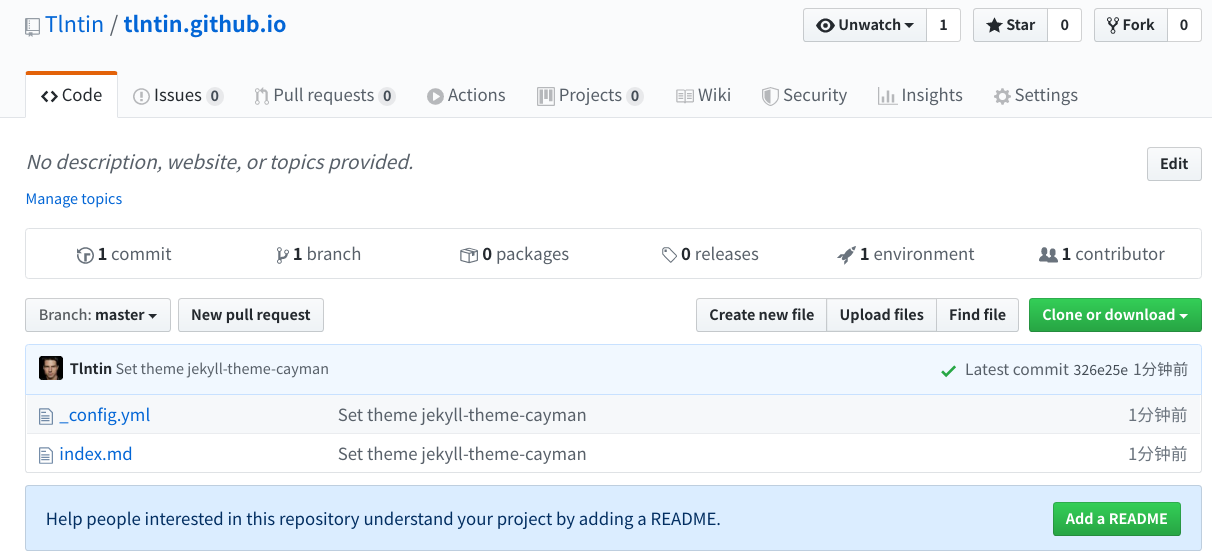 Tlntin / tlntin.github.io
Unwatch 1 Star 0 Fork 0
Code Issues 0 Pull requests 0 Actions Projects 0 Wiki Security Insights Settings
No description, website, or topics provided.
Edit
Manage topics
1 commit 1 branch 0 packages 0 releases 1 environment 1 contributor
Branch: master New pull request Create new file Upload files Find file Clone or download
Tlntin Set theme jekyll-theme-cayman Latest commit 326e25e 1分钟前
_config.yml Set theme jekyll-theme-cayman 1分钟前
index.md Set theme jekyll-theme-cayman 1分钟前
Help people interested in this repository understand your project by adding a README. Add a README